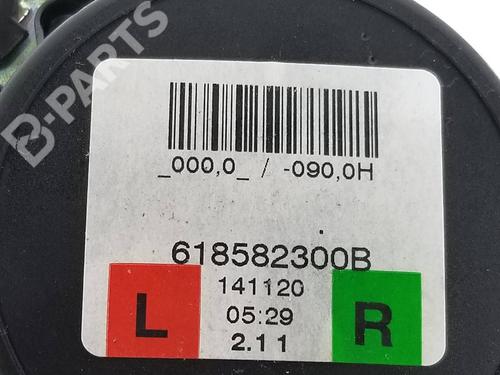 B-PARTS
_000,0_ / -090,0H
618582300B
141120
05:29
2.11
L
R